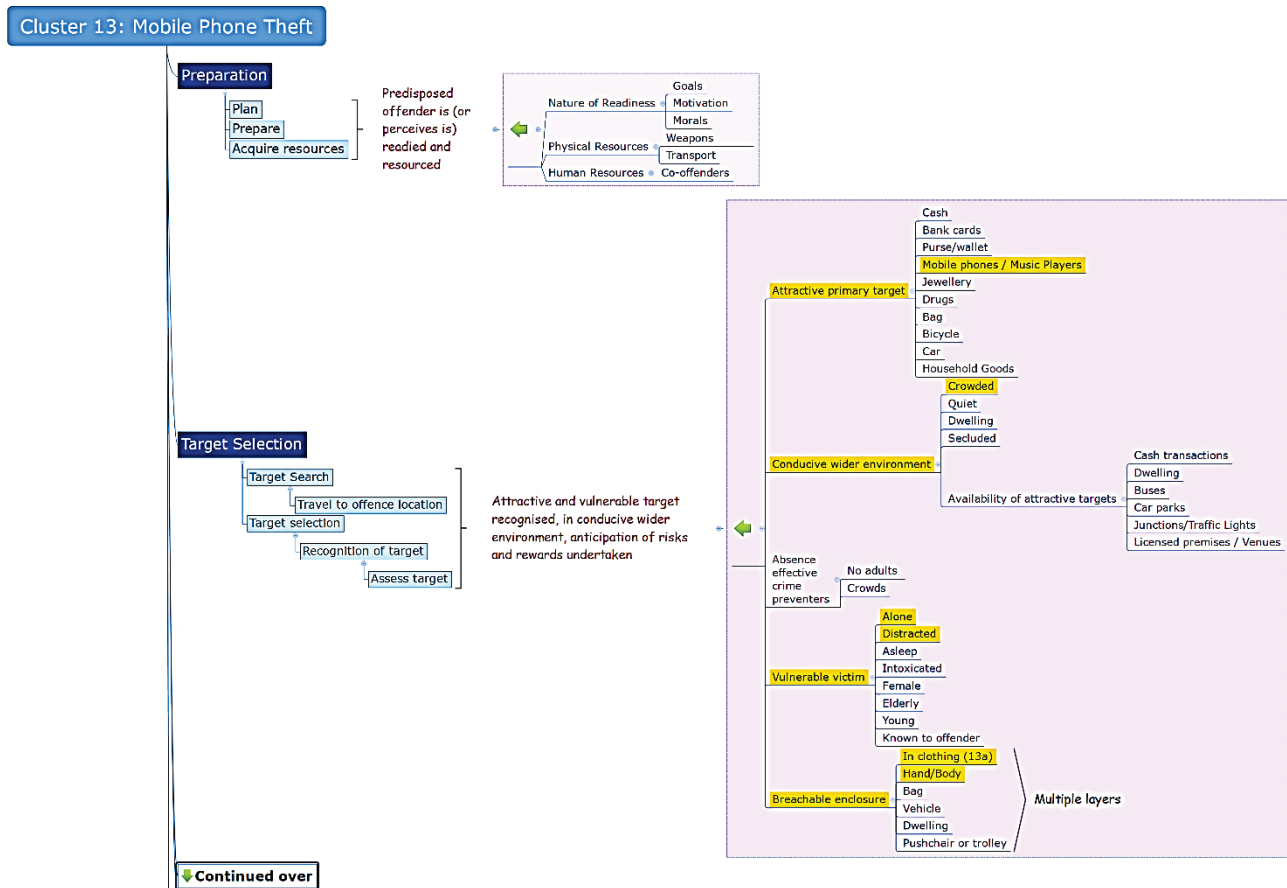 Cluster 13: Mobile Phone Theft
Preparation
Plan
Prepare
Acquire resources
Predisposed
offender is (or
perceives is)
readied and
resourced
Nature of Readiness
Goals
Motivation
Morals
Physical Resources
Weapons
Transport
Human Resources
Co-offenders
Target Selection
Target Search
Travel to offence location
Target selection
Recognition of target
Assess target
Attractive and vulnerable target
recognised, in conducive wider
environment, anticipation of risks
and rewards undertaken
Attractive primary target
Cash
Bank cards
Purse/wallet
Mobile phones / Music Players
Jewellery
Drugs
Bag
Bicycle
Car
Household Goods
Conducive wider environment
Crowded
Quiet
Dwelling
Secluded
Availability of attractive targets
Cash transactions
Dwelling
Buses
Car parks
Junctions/Traffic Lights
Licensed premises / Venues
Absence
effective
crime
preventers
No adults
Crowds
Vulnerable victim
Alone
Distracted
Asleep
Intoxicated
Female
Elderly
Young
Known to offender
Breachable enclosure
In clothing (13a)
Hand/Body
Bag
Vehicle
Dwelling
Pushchair or trolley
Multiple layers
Continued over